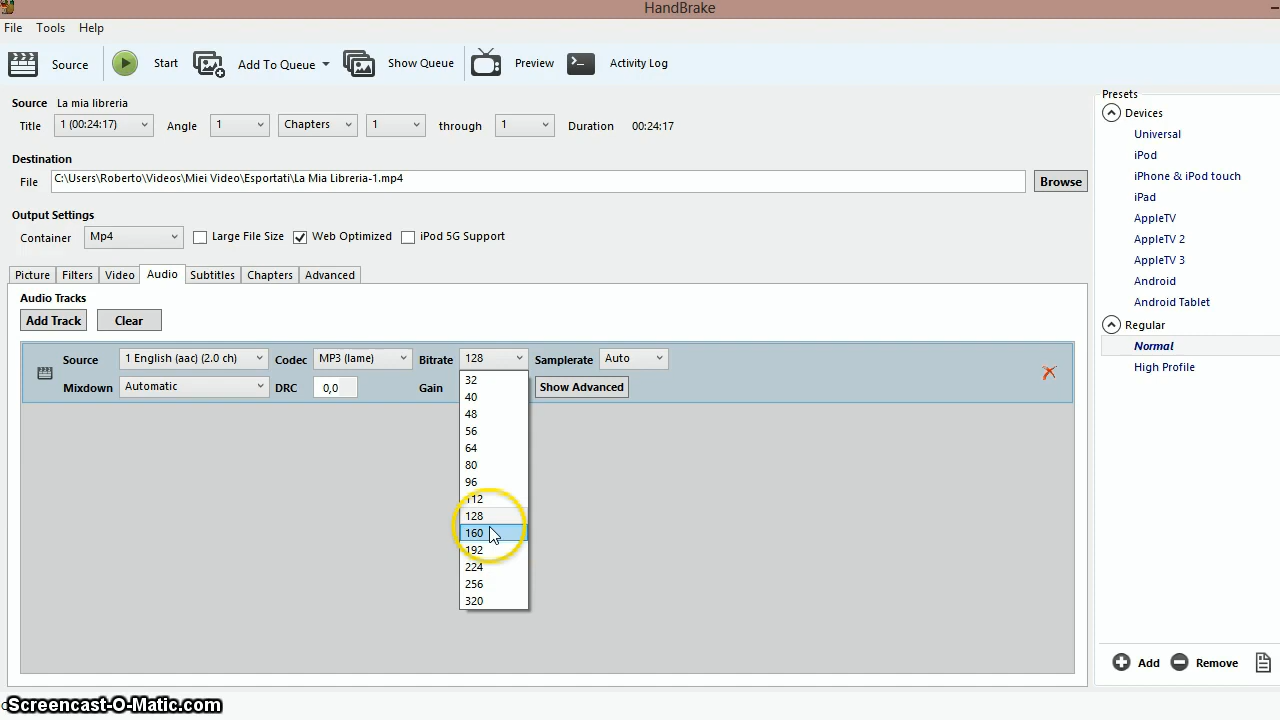 HandBrake
File Tools Help
Source Start Add To Queue Show Queue Preview Activity Log
Source La mia libreria
Title 1 (00:24:17) Angle 1 Chapters 1 through 1 Duration 00:24:17
Destination
File C:\Users\Roberto\Videos\Miei Video\Esportati\La Mia Libreria-1.mp4 Browse
Output Settings
Container Mp4 Large File Size Web Optimized iPod 5G Support
Picture Filters Video Audio Subtitles Chapters Advanced
Audio Tracks
Add Track Clear
Source 1 English (aac) (2.0 ch) Codec MP3 (lame) Bitrate 128 Samplerate Auto
Mixdown Automatic DRC 0,0 Gain Show Advanced
32
40
48
56
64
80
96
112
128
160
192
224
256
320
Presets
Devices
Universal
iPod
iPhone & iPod touch
iPad
AppleTV
AppleTV 2
AppleTV 3
Android
Android Tablet
Regular
Normal
High Profile
Add Remove
Screencast-O-Matic.com